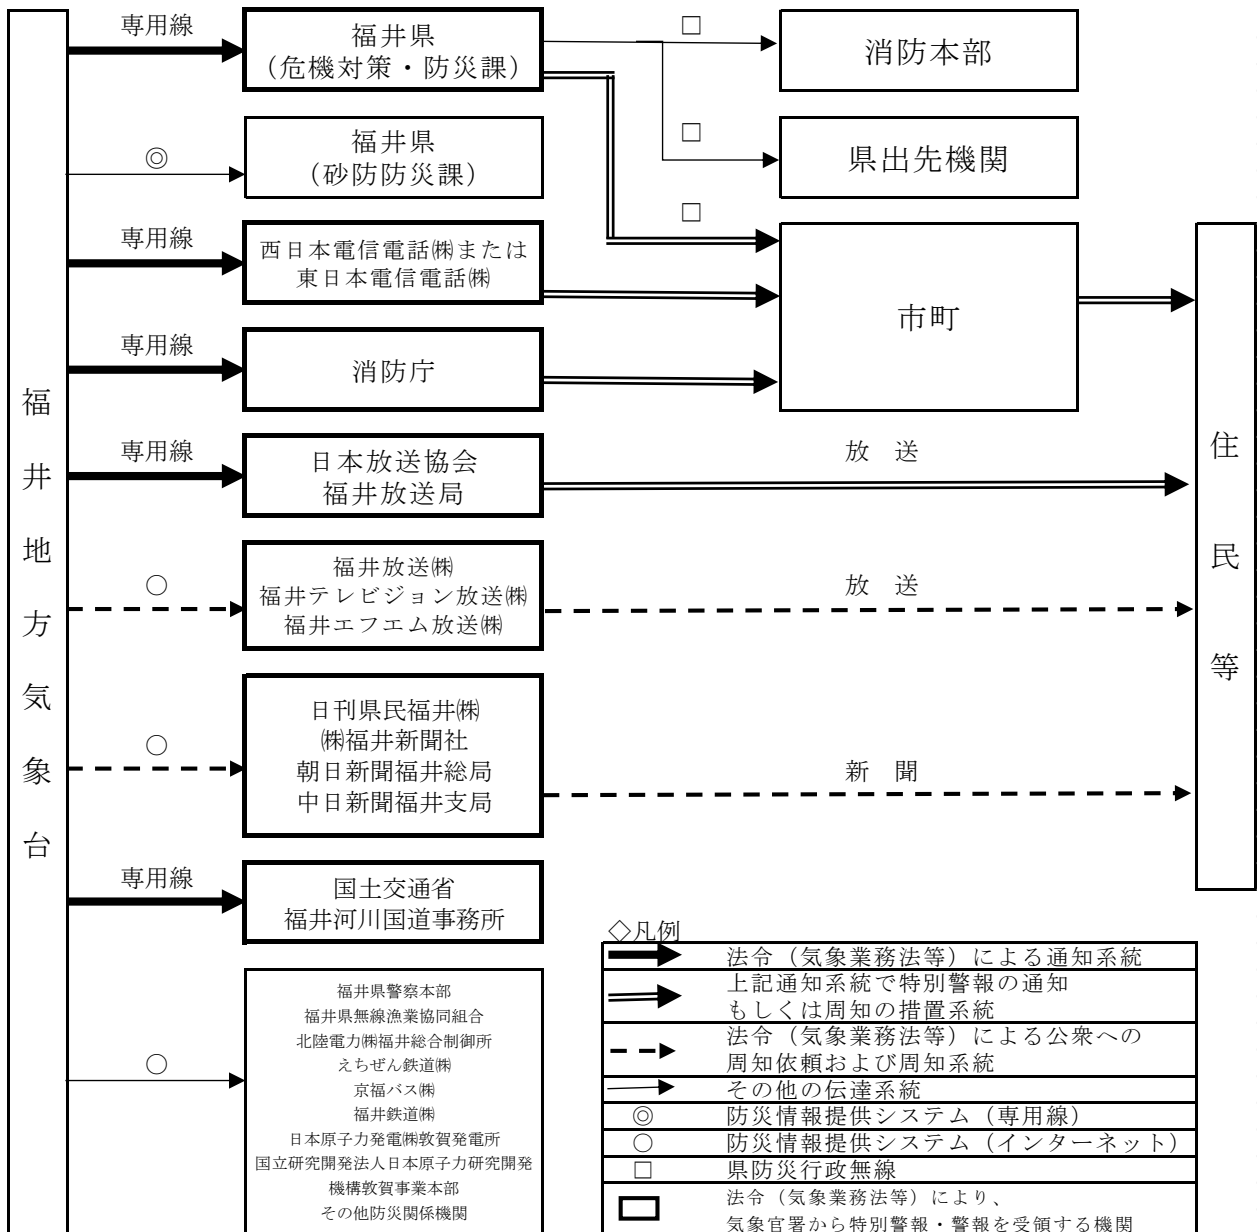 福井地方気象台
専用線
福井県
（危機対策・防災課）
□
消防本部
◎
福井県
（砂防防災課）
□
県出先機関
□
専用線
西日本電信電話㈱または
東日本電信電話㈱
市町
専用線
消防庁
専用線
日本放送協会
福井放送局
放 送
○
福井放送㈱
福井テレビジョン放送㈱
福井エフエム放送㈱
放 送
○
日刊県民福井㈱
㈱福井新聞社
朝日新聞福井総局
中日新聞福井支局
新 聞
住民等
専用線
国土交通省
福井河川国道事務所
○
福井県警察本部
福井県無線漁業協同組合
北陸電力㈱福井総合制御所
えちぜん鉄道㈱
京福バス㈱
福井鉄道㈱
日本原子力発電㈱敦賀発電所
国立研究開発法人日本原子力研究開発
機構敦賀事業本部
その他防災関係機関
◇凡例
法令（気象業務法等）による通知系統
上記通知系統で特別警報の通知
もしくは周知の措置系統
法令（気象業務法等）による公衆への
周知依頼および周知系統
その他の伝達系統
◎ 防災情報提供システム（専用線）
○ 防災情報提供システム（インターネット）
□ 県防災行政無線
法令（気象業務法等）により、
気象官署から特別警報・警報を受領する機関